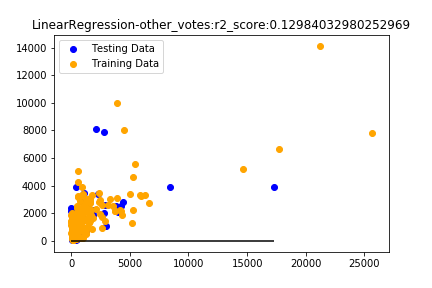 LinearRegression-other_votes:r2_score:0.12984032980252969
Testing Data
Training Data
14000
12000
10000
8000
6000
4000
2000
0
0 5000 10000 15000 20000 25000